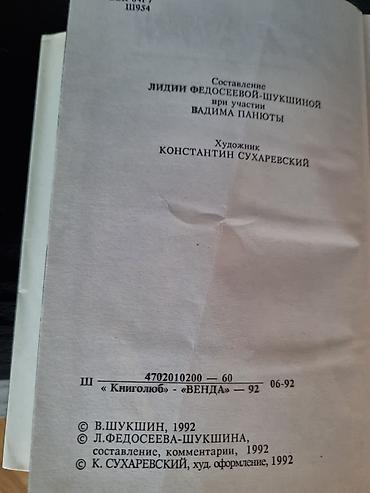 Ш954
Составление
ЛИДИИ ФЕДОСЕЕВОЙ-ШУКШИНОЙ
при участии
ВАДИМА ПАНЮТЫ
Художник
КОНСТАНТИН СУХАРЕВСКИЙ
4702010200 — 60
Ш 06-92
« Книголюб» - «ВЕНДА» — 92
© В.ШУКШИН, 1992
© Л.ФЕДОСЕЕВА-ШУКШИНА,
составление, комментарии, 1992
© К. СУХАРЕВСКИЙ, худ. оформление, 1992